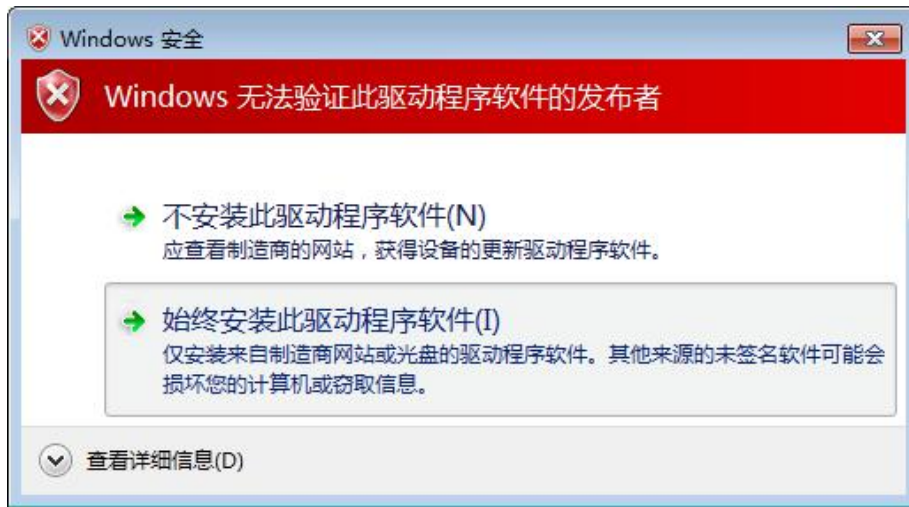 Windows 安全
Windows 无法验证此驱动程序软件的发布者
不安装此驱动程序软件(N)
应查看制造商的网站，获得设备的更新驱动程序软件。
始终安装此驱动程序软件(I)
仅安装来自制造商网站或光盘的驱动程序软件。其他来源的未签名软件可能会
损坏您的计算机或窃取信息。
查看详细信息(D)